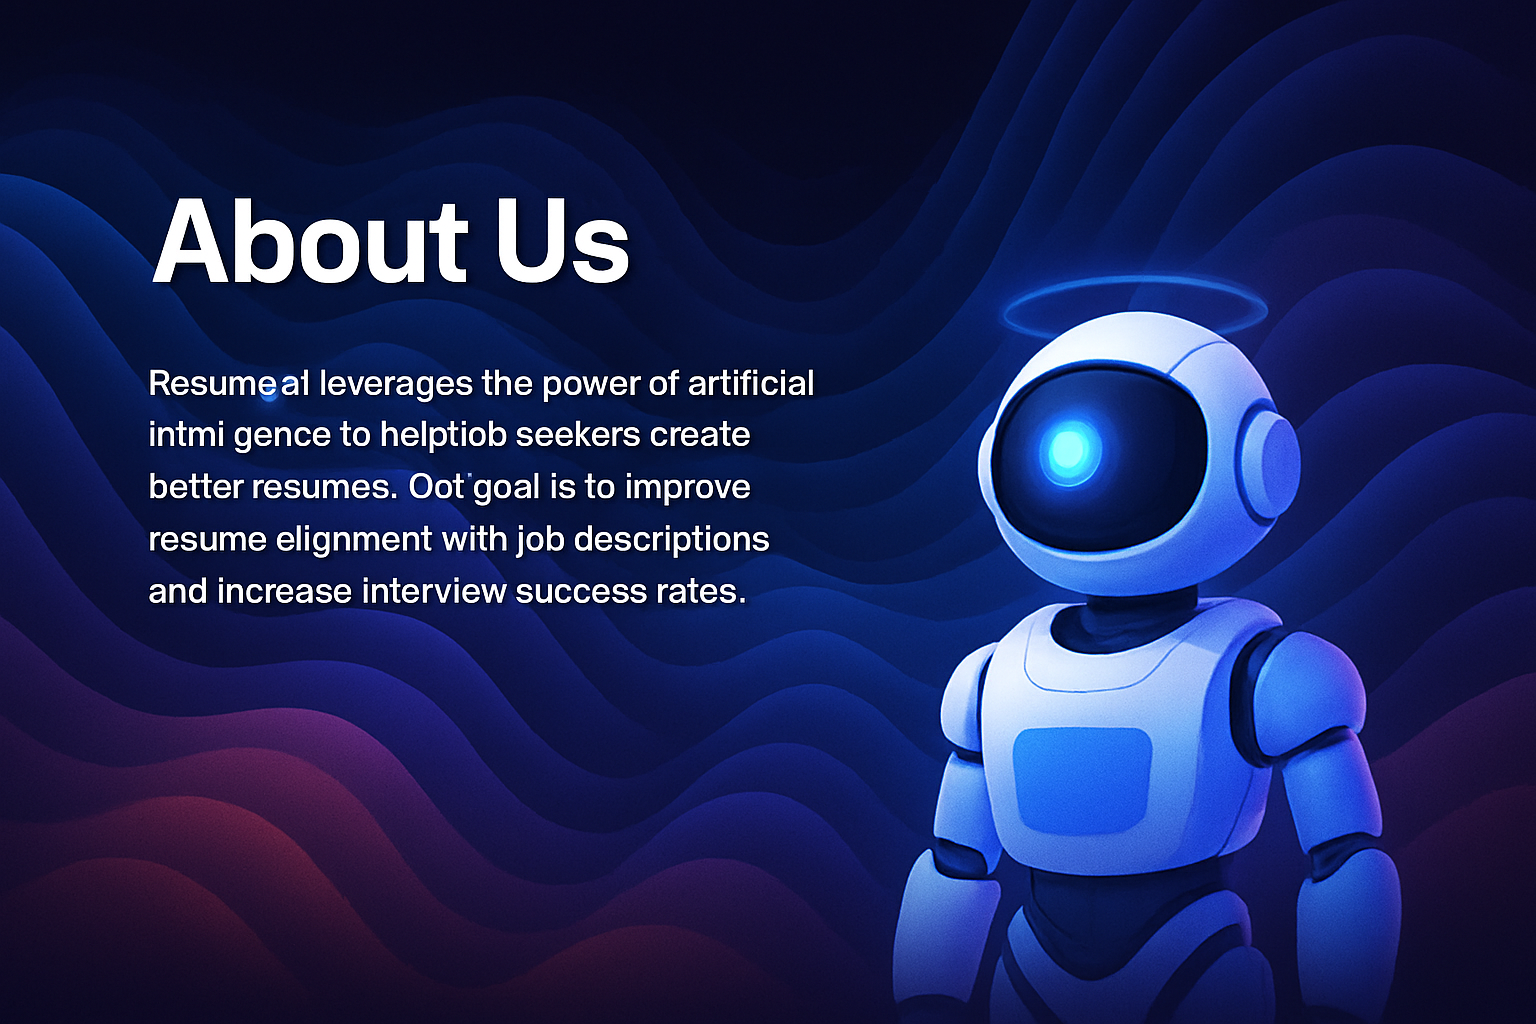 About Us
Resumeal leverages the power of artificial
intmi gence to helptiob seekers create
better resumes. Oot goal is to improve
resume elignment with job descriptions
and increase interview success rates.